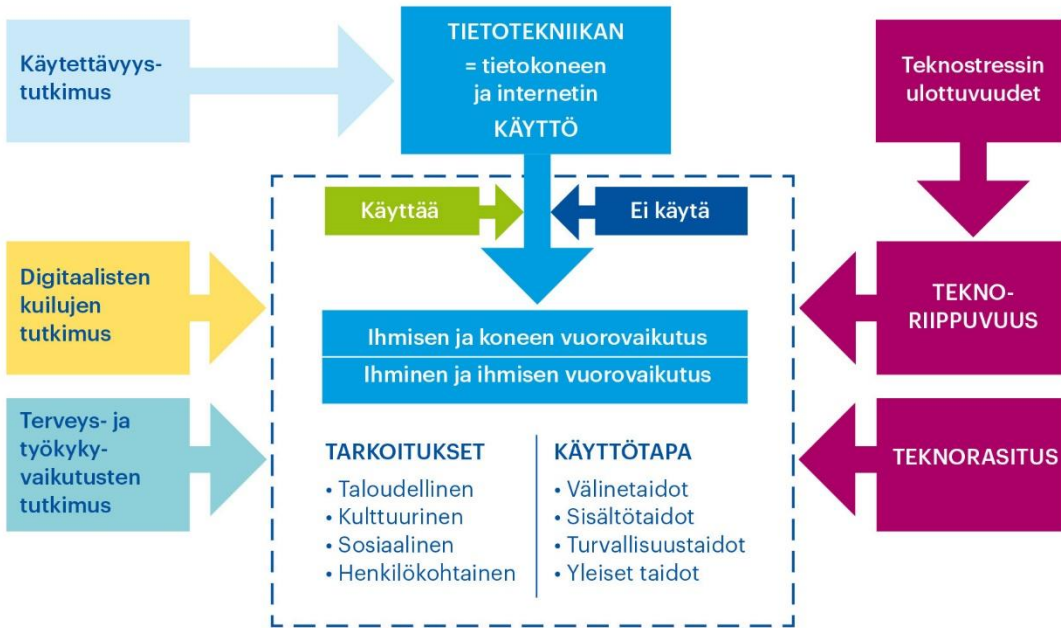 Käytettävyys-
tutkimus
TIETOTEKNIIKAN
= tietokoneen
ja internetin
KÄYTTÖ
Teknostressin
ulottuvuudet
Käyttää
Ei käytä
Digitaalisten
kuilujen
tutkimus
TEKNO-
RIIPPUVUUS
Ihmisen ja koneen vuorovaikutus
Ihminen ja ihmisen vuorovaikutus
Terveys- ja
työkyky-
vaikutusten
tutkimus
TEKNORASITUS
TARKOITUKSET
• Taloudellinen
• Kulttuurinen
• Sosiaalinen
• Henkilökohtainen
KÄYTTÖTAPA
• Välinetaidot
• Sisältötaidot
• Turvallisuustaidot
• Yleiset taidot